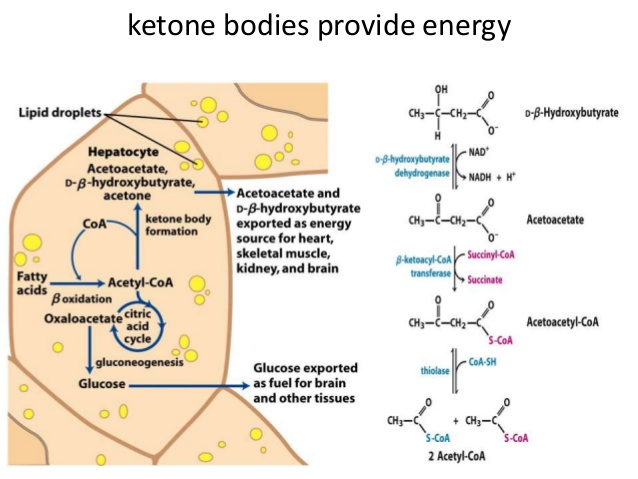 ketone bodies provide energy
Lipid droplets
Hepatocyte
Acetoacetate,
D-β-hydroxybutyrate,
acetone
Acetoacetate and
D-β-hydroxybutyrate
exported as energy
source for heart,
skeletal muscle,
kidney, and brain
CoA
ketone body
formation
Fatty
acids
Acetyl-CoA
β oxidation
Oxaloacetate
citric
acid
cycle
gluconeogenesis
Glucose
Glucose exported
as fuel for brain
and other tissues
OH
CH₃-C-CH₂-C
O
O⁻
H
D-β-Hydroxybutyrate
D-β-hydroxybutyrate
dehydrogenase
NAD⁺
NADH + H⁺
O
O
CH₃-C-CH₂-C
O⁻
Acetoacetate
β-ketoacyl-CoA
transferase
Succinyl-CoA
Succinate
O
O
CH₃-C-CH₂-C
S-CoA
Acetoacetyl-CoA
thiolase
CoA-SH
O
O
CH₃-C + CH₃-C
S-CoA S-CoA
2 Acetyl-CoA